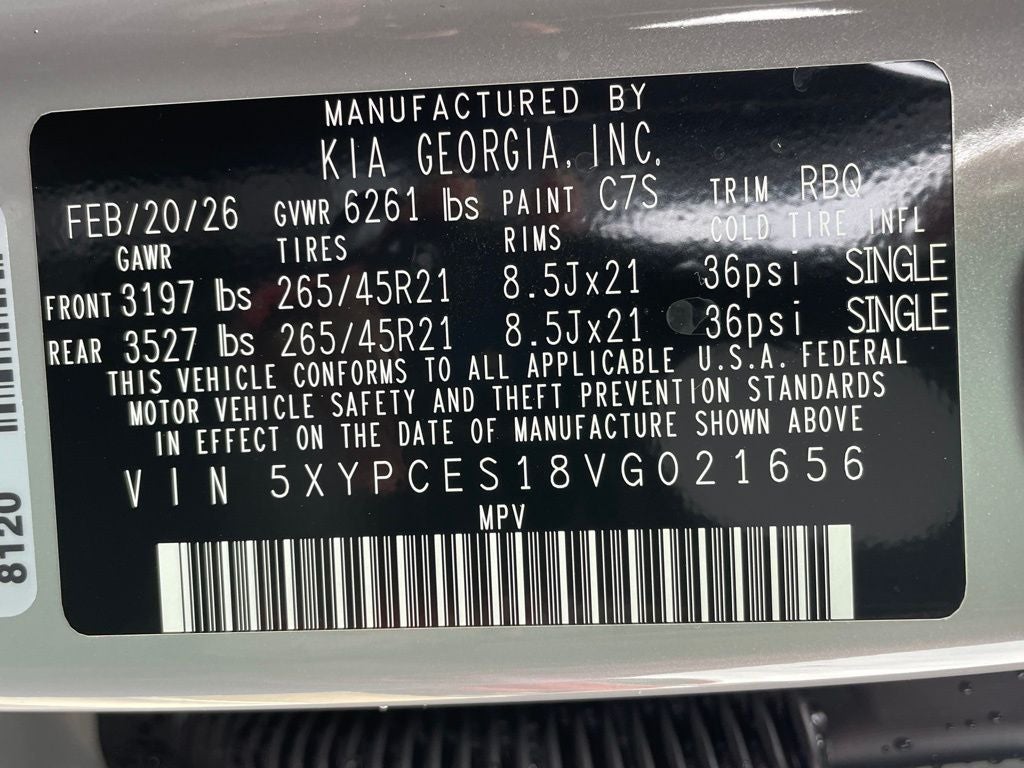 MANUFACTURED BY
KIA GEORGIA, INC.
FEB/20/26 GVWR 6261 lbs PAINT C7S TRIM RBQ
GAWR TIRES RIMS COLD TIRE INFL
FRONT 3197 lbs 265/45R21 8.5Jx21 36psi SINGLE
REAR 3527 lbs 265/45R21 8.5Jx21 36psi SINGLE
THIS VEHICLE CONFORMS TO ALL APPLICABLE U.S.A. FEDERAL
MOTOR VEHICLE SAFETY AND THEFT PREVENTION STANDARDS
IN EFFECT ON THE DATE OF MANUFACTURE SHOWN ABOVE
VIN 5XYPCES18VG021656
MPV
8120